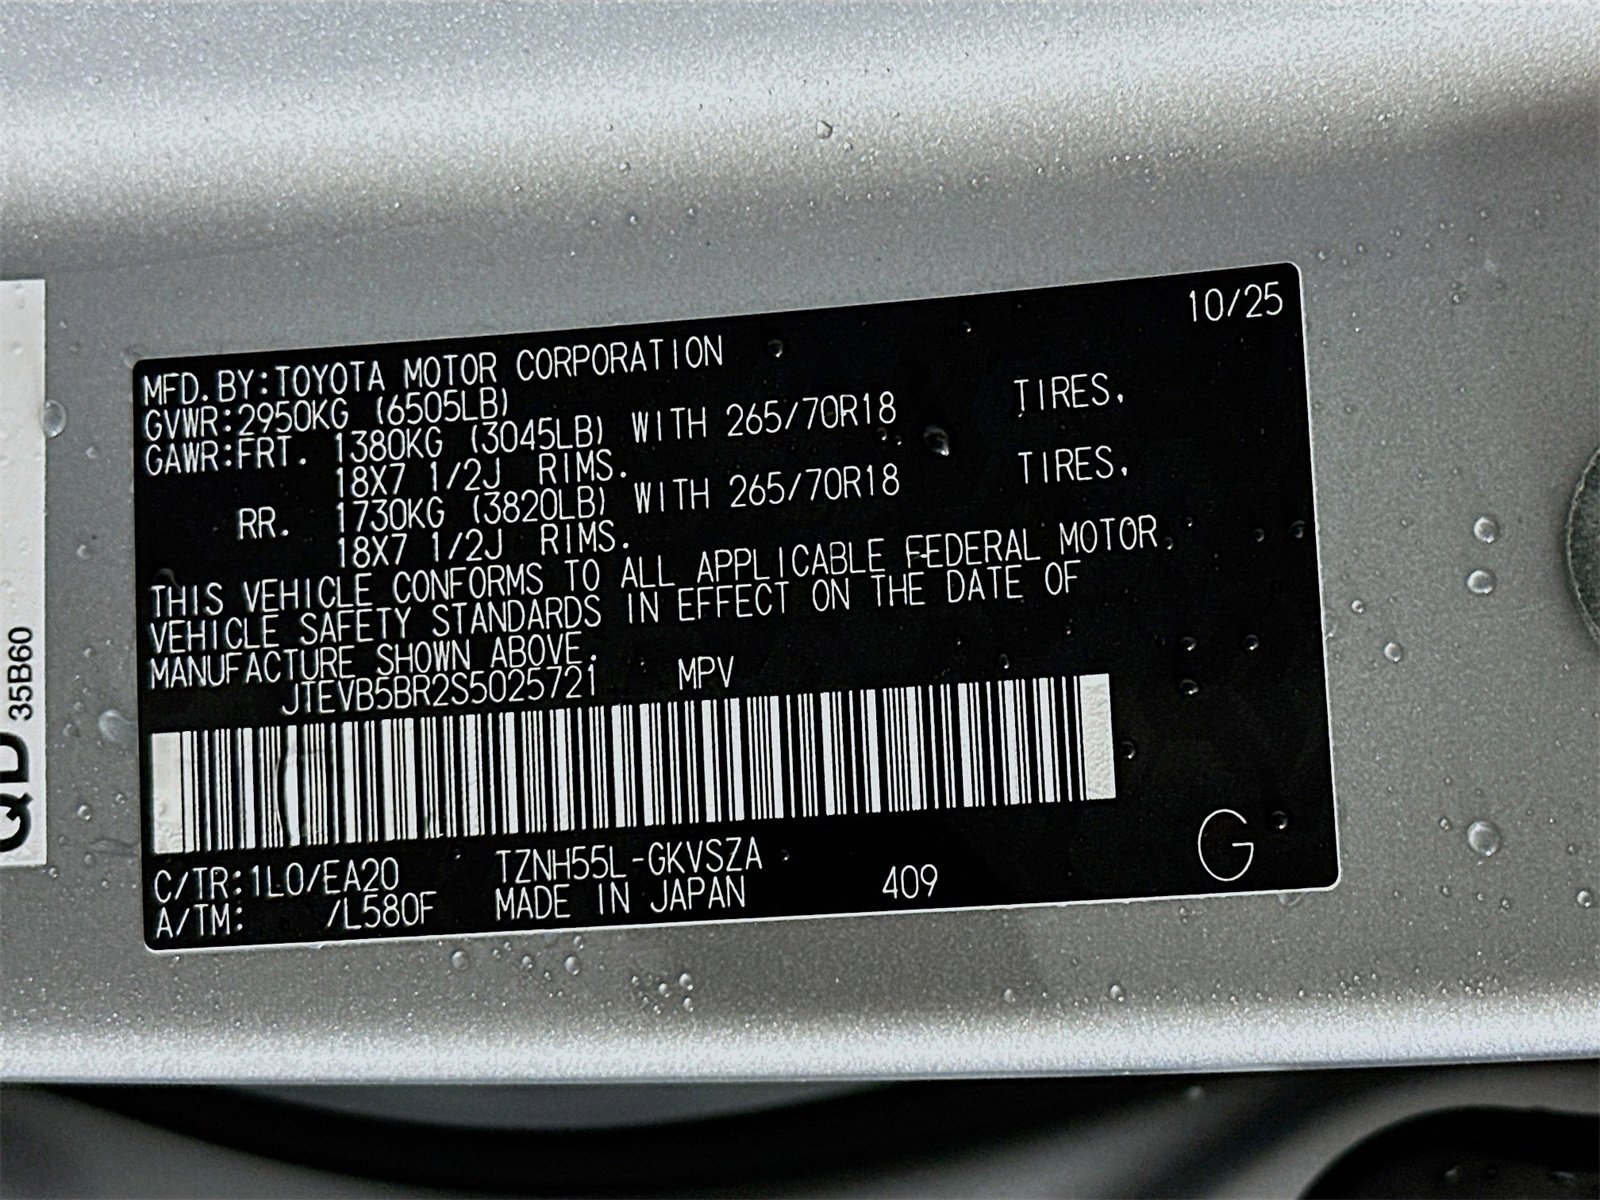 10/25
MFD. BY: TOYOTA MOTOR CORPORATION
GVWR: 2950KG (6505LB)
GAWR: FRT. 1380KG (3045LB) WITH 265/70R18 TIRES,
18X7 1/2J RIMS.
RR. 1730KG (3820LB) WITH 265/70R18 TIRES,
18X7 1/2J RIMS.
THIS VEHICLE CONFORMS TO ALL APPLICABLE FEDERAL MOTOR
VEHICLE SAFETY STANDARDS IN EFFECT ON THE DATE OF
MANUFACTURE SHOWN ABOVE.
JTEVB5BR2S5025721 MPV
C/TR: 1L0/EA20 TZNH55L-GKVSZA
A/TM: /L580F MADE IN JAPAN 409
G
QD
35B60